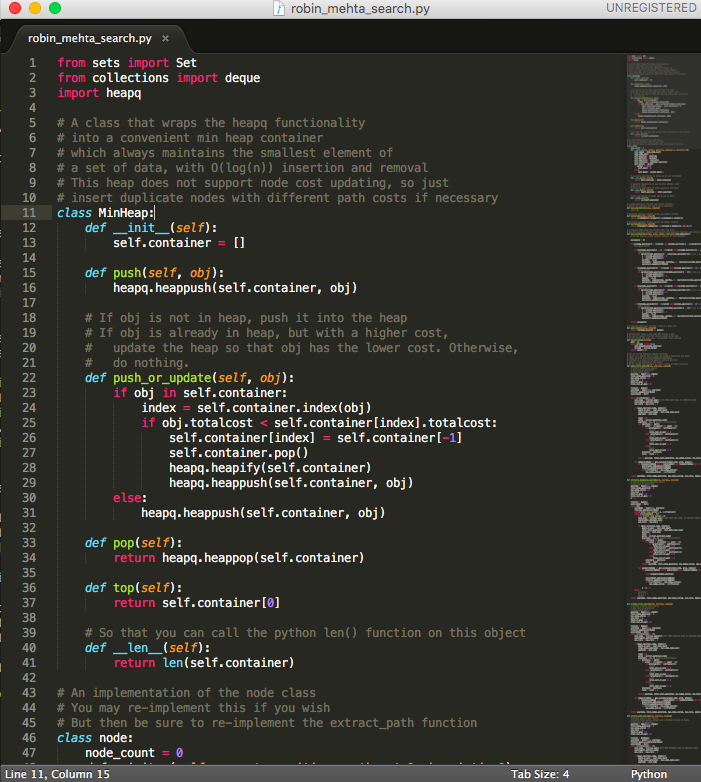 robin_mehta_search.py
UNREGISTERED
robin_mehta_search.py ×
1 from sets import Set
2 from collections import deque
3 import heapq
4
5 # A class that wraps the heapq functionality
6 # into a convenient min heap container
7 # which always maintains the smallest element of
8 # a set of data, with O(log(n)) insertion and removal
9 # This heap does not support node cost updating, so just
10 # insert duplicate nodes with different path costs if necessary
11 class MinHeap:
12     def __init__(self):
13         self.container = []
14
15     def push(self, obj):
16         heapq.heappush(self.container, obj)
17
18     # If obj is not in heap, push it into the heap
19     # If obj is already in heap, but with a higher cost,
20     #   update the heap so that obj has the lower cost. Otherwise,
21     #   do nothing.
22     def push_or_update(self, obj):
23         if obj in self.container:
24             index = self.container.index(obj)
25             if obj.totalcost < self.container[index].totalcost:
26                 self.container[index] = self.container[-1]
27                 self.container.pop()
28                 heapq.heapify(self.container)
29                 heapq.heappush(self.container, obj)
30         else:
31             heapq.heappush(self.container, obj)
32
33     def pop(self):
34         return heapq.heappop(self.container)
35
36     def top(self):
37         return self.container[0]
38
39     # So that you can call the python len() function on this object
40     def __len__(self):
41         return len(self.container)
42
43 # An implementation of the node class
44 # You may re-implement this if you wish
45 # But then be sure to re-implement the extract_path function
46 class node:
47     node_count = 0
Line 11, Column 15
Tab Size: 4
Python